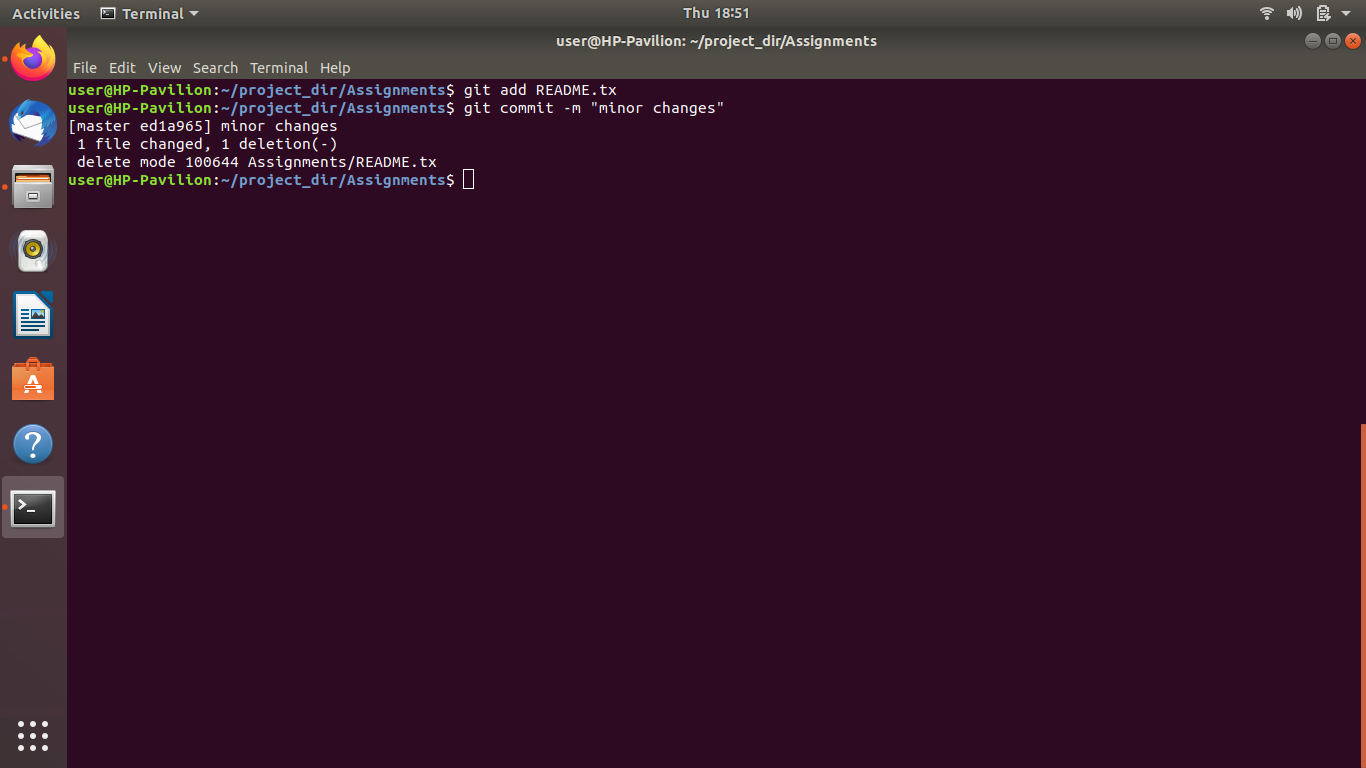 Activities Terminal Thu 18:51
user@HP-Pavilion: ~/project_dir/Assignments
File Edit View Search Terminal Help
user@HP-Pavilion:~/project_dir/Assignments$ git add README.tx
user@HP-Pavilion:~/project_dir/Assignments$ git commit -m "minor changes"
[master ed1a965] minor changes
 1 file changed, 1 deletion(-)
 delete mode 100644 Assignments/README.tx
user@HP-Pavilion:~/project_dir/Assignments$